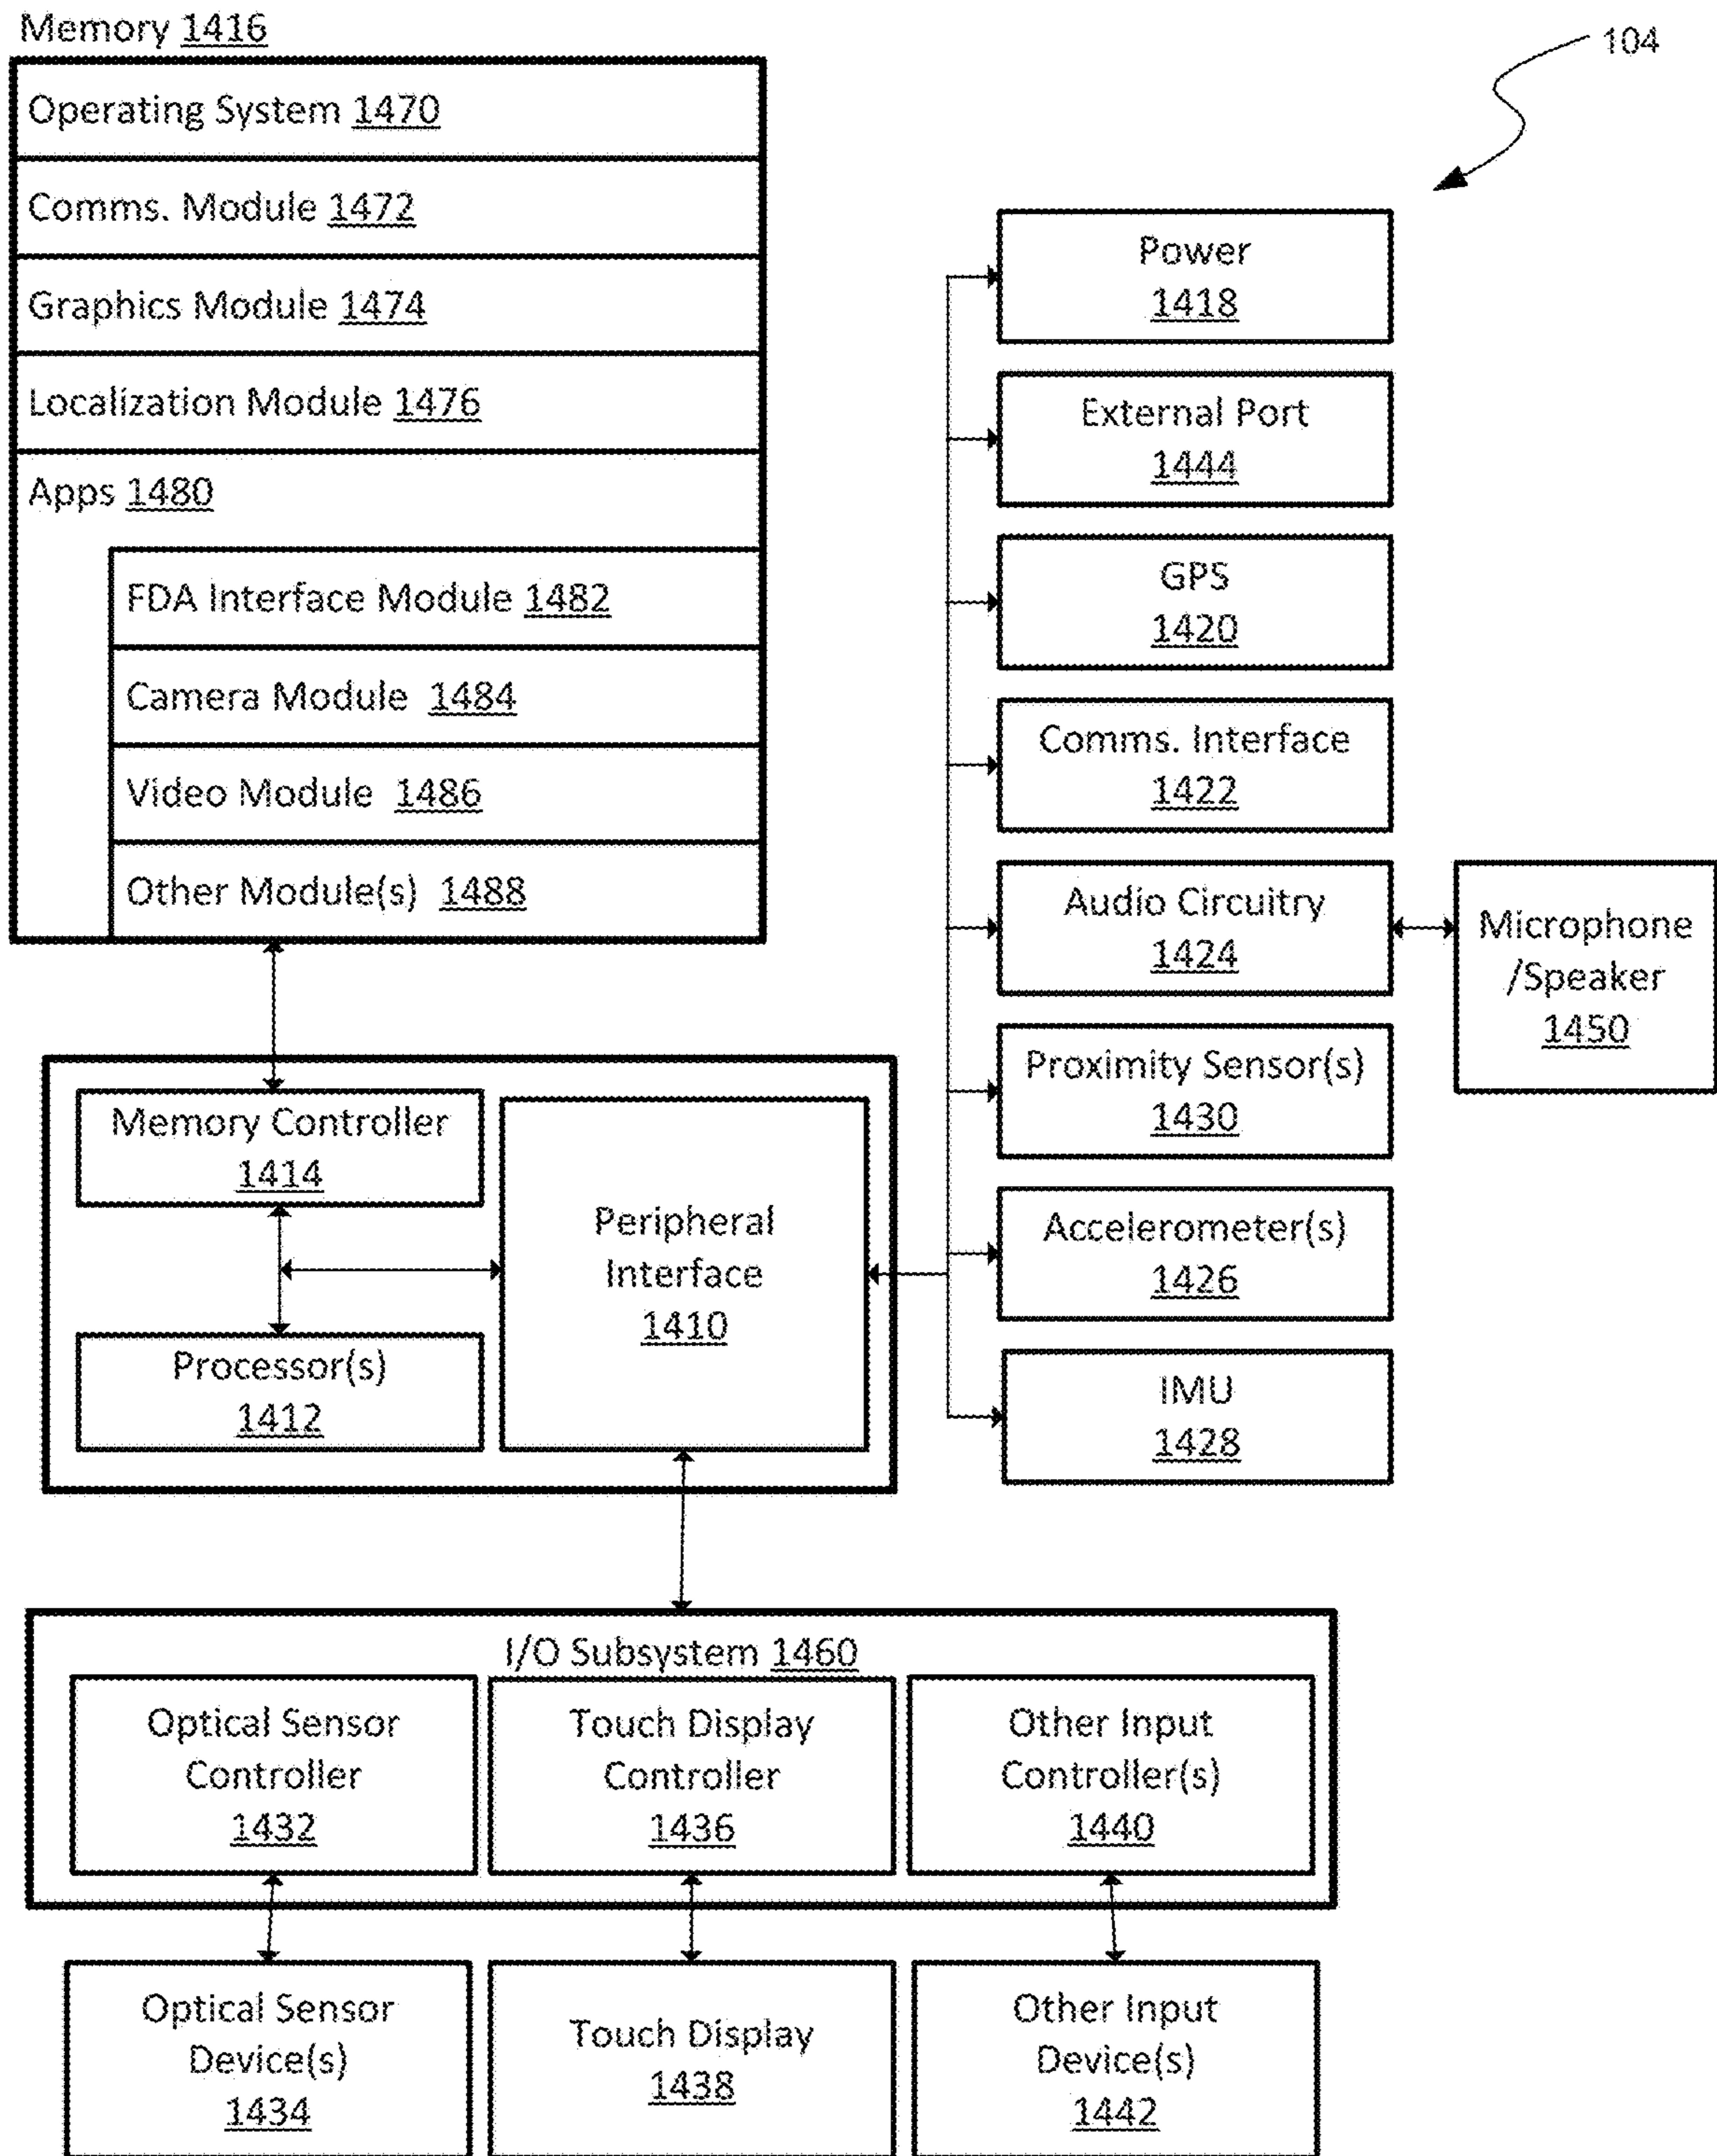 Memory 1416
104
Operating System 1470
Comms. Module 1472
Graphics Module 1474
Localization Module 1476
Apps 1480
FDA Interface Module 1482
Camera Module 1484
Video Module 1486
Other Module(s) 1488
Power
1418
External Port
1444
GPS
1420
Comms. Interface
1422
Audio Circuitry
1424
Microphone
/Speaker
1450
Proximity Sensor(s)
1430
Accelerometer(s)
1426
IMU
1428
Memory Controller
1414
Processor(s)
1412
Peripheral
Interface
1410
I/O Subsystem 1460
Optical Sensor
Controller
1432
Touch Display
Controller
1436
Other Input
Controller(s)
1440
Optical Sensor
Device(s)
1434
Touch Display
1438
Other Input
Device(s)
1442